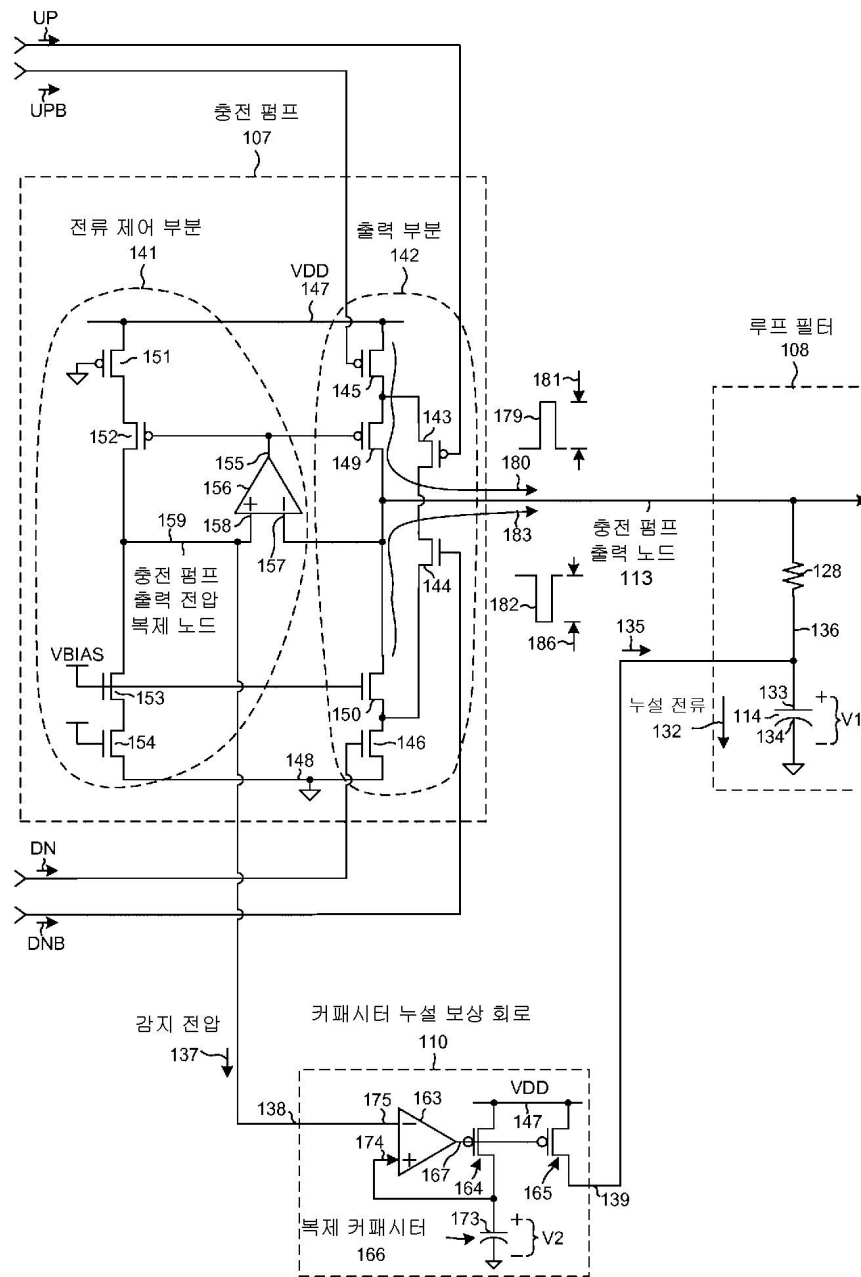 UP
UPB
충전 펌프
107
전류 제어 부분
141
출력 부분
142
VDD
147
루프 필터
108
151
145
143
181
179
152
155
149
156
180
158
159
157
183
충전 펌프
출력 전압
복제 노드
충전 펌프
출력 노드
113
144
128
182
186
135
136
VBIAS
153
150
누설 전류
132
133
114
134
+
−
V1
154
146
148
DN
DNB
감지 전압
137
커패시터 누설 보상 회로
110
VDD
147
138
175
163
−
174
+
167
164
165
139
복제 커패시터
166
173
+
−
V2